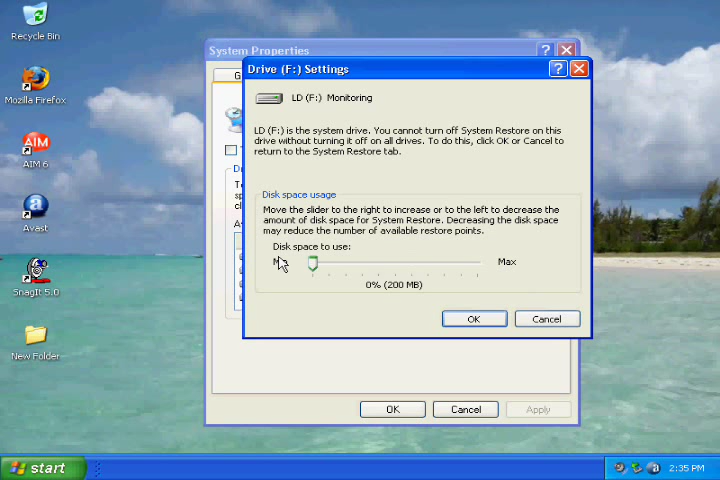 Recycle Bin
Mozilla Firefox
AIM 6
Avast
SnagIt 5.0
New Folder
System Properties
Drive (F:) Settings
LD (F:) Monitoring
LD (F:) is the system drive. You cannot turn off System Restore on this
drive without turning it off on all drives. To do this, click OK or Cancel to
return to the System Restore tab.
Disk space usage
Move the slider to the right to increase or to the left to decrease the
amount of disk space for System Restore. Decreasing the disk space
may reduce the number of available restore points.
Disk space to use:
Max
0% (200 MB)
OK
Cancel
OK
Cancel
Apply
start
2:35 PM